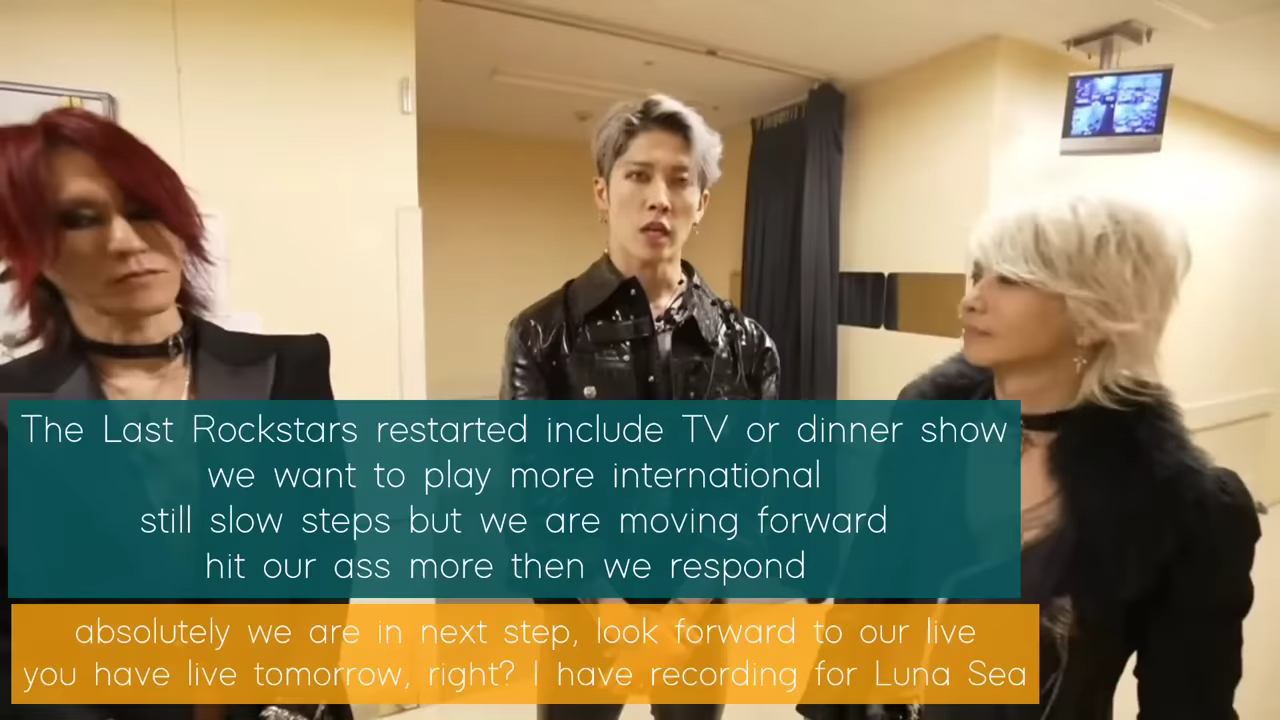 The Last Rockstars restarted include TV or dinner show
we want to play more international
still slow steps but we are moving forward
hit our ass more then we respond
absolutely we are in next step, look forward to our live
you have live tomorrow, right? I have recording for Luna Sea